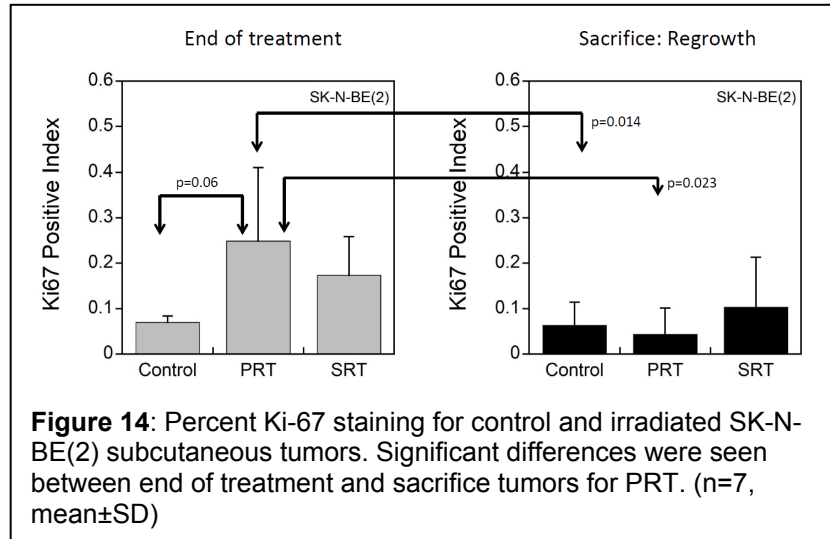 End of treatment
Sacrifice: Regrowth
Ki67 Positive Index
0.6
0.5
0.4
0.3
0.2
0.1
0
SK-N-BE(2)
p=0.06
Control PRT SRT
Ki67 Positive Index
0.6
0.5
0.4
0.3
0.2
0.1
0
SK-N-BE(2)
p=0.014
p=0.023
Control PRT SRT
Figure 14: Percent Ki-67 staining for control and irradiated SK-N-
BE(2) subcutaneous tumors. Significant differences were seen
between end of treatment and sacrifice tumors for PRT. (n=7,
mean±SD)